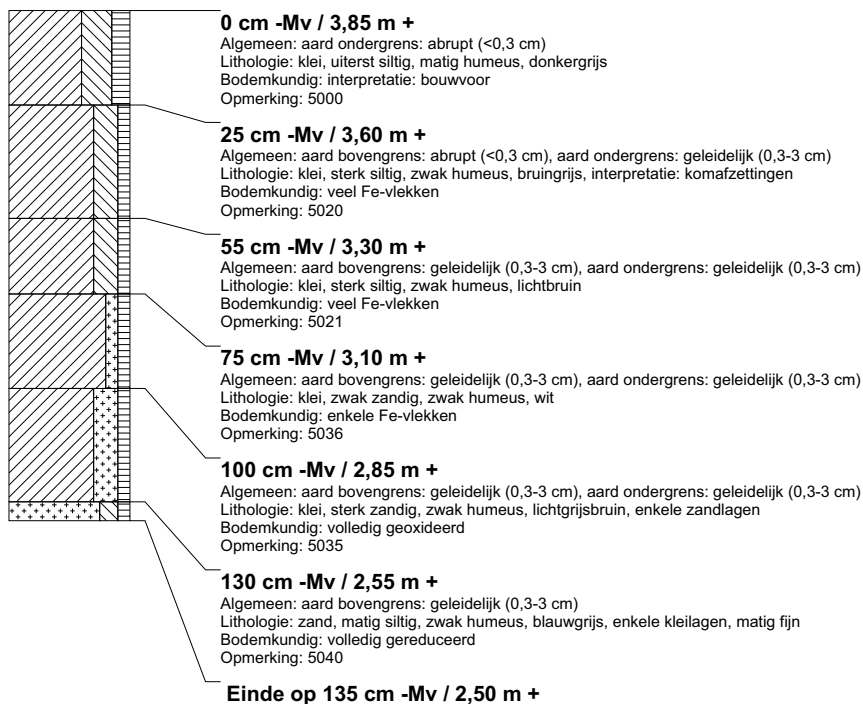 0 cm -Mv / 3,85 m +
Algemeen: aard ondergrens: abrupt (<0,3 cm)
Lithologie: klei, uiterst siltig, matig humeus, donkergrijs
Bodemkundig: interpretatie: bouwvoor
Opmerking: 5000
25 cm -Mv / 3,60 m +
Algemeen: aard bovengrens: abrupt (<0,3 cm), aard ondergrens: geleidelijk (0,3-3 cm)
Lithologie: klei, sterk siltig, zwak humeus, bruingrijs, interpretatie: komafzettingen
Bodemkundig: veel Fe-vlekken
Opmerking: 5020
55 cm -Mv / 3,30 m +
Algemeen: aard bovengrens: geleidelijk (0,3-3 cm), aard ondergrens: geleidelijk (0,3-3 cm)
Lithologie: klei, sterk siltig, zwak humeus, lichtbruin
Bodemkundig: veel Fe-vlekken
Opmerking: 5021
75 cm -Mv / 3,10 m +
Algemeen: aard bovengrens: geleidelijk (0,3-3 cm), aard ondergrens: geleidelijk (0,3-3 cm)
Lithologie: klei, zwak zandig, zwak humeus, wit
Bodemkundig: enkele Fe-vlekken
Opmerking: 5036
100 cm -Mv / 2,85 m +
Algemeen: aard bovengrens: geleidelijk (0,3-3 cm), aard ondergrens: geleidelijk (0,3-3 cm)
Lithologie: klei, sterk zandig, zwak humeus, lichtgrijsbruin, enkele zandlagen
Bodemkundig: volledig geoxideerd
Opmerking: 5035
130 cm -Mv / 2,55 m +
Algemeen: aard bovengrens: geleidelijk (0,3-3 cm)
Lithologie: zand, matig siltig, zwak humeus, blauwgrijs, enkele kleilagen, matig fijn
Bodemkundig: volledig gereduceerd
Opmerking: 5040
Einde op 135 cm -Mv / 2,50 m +